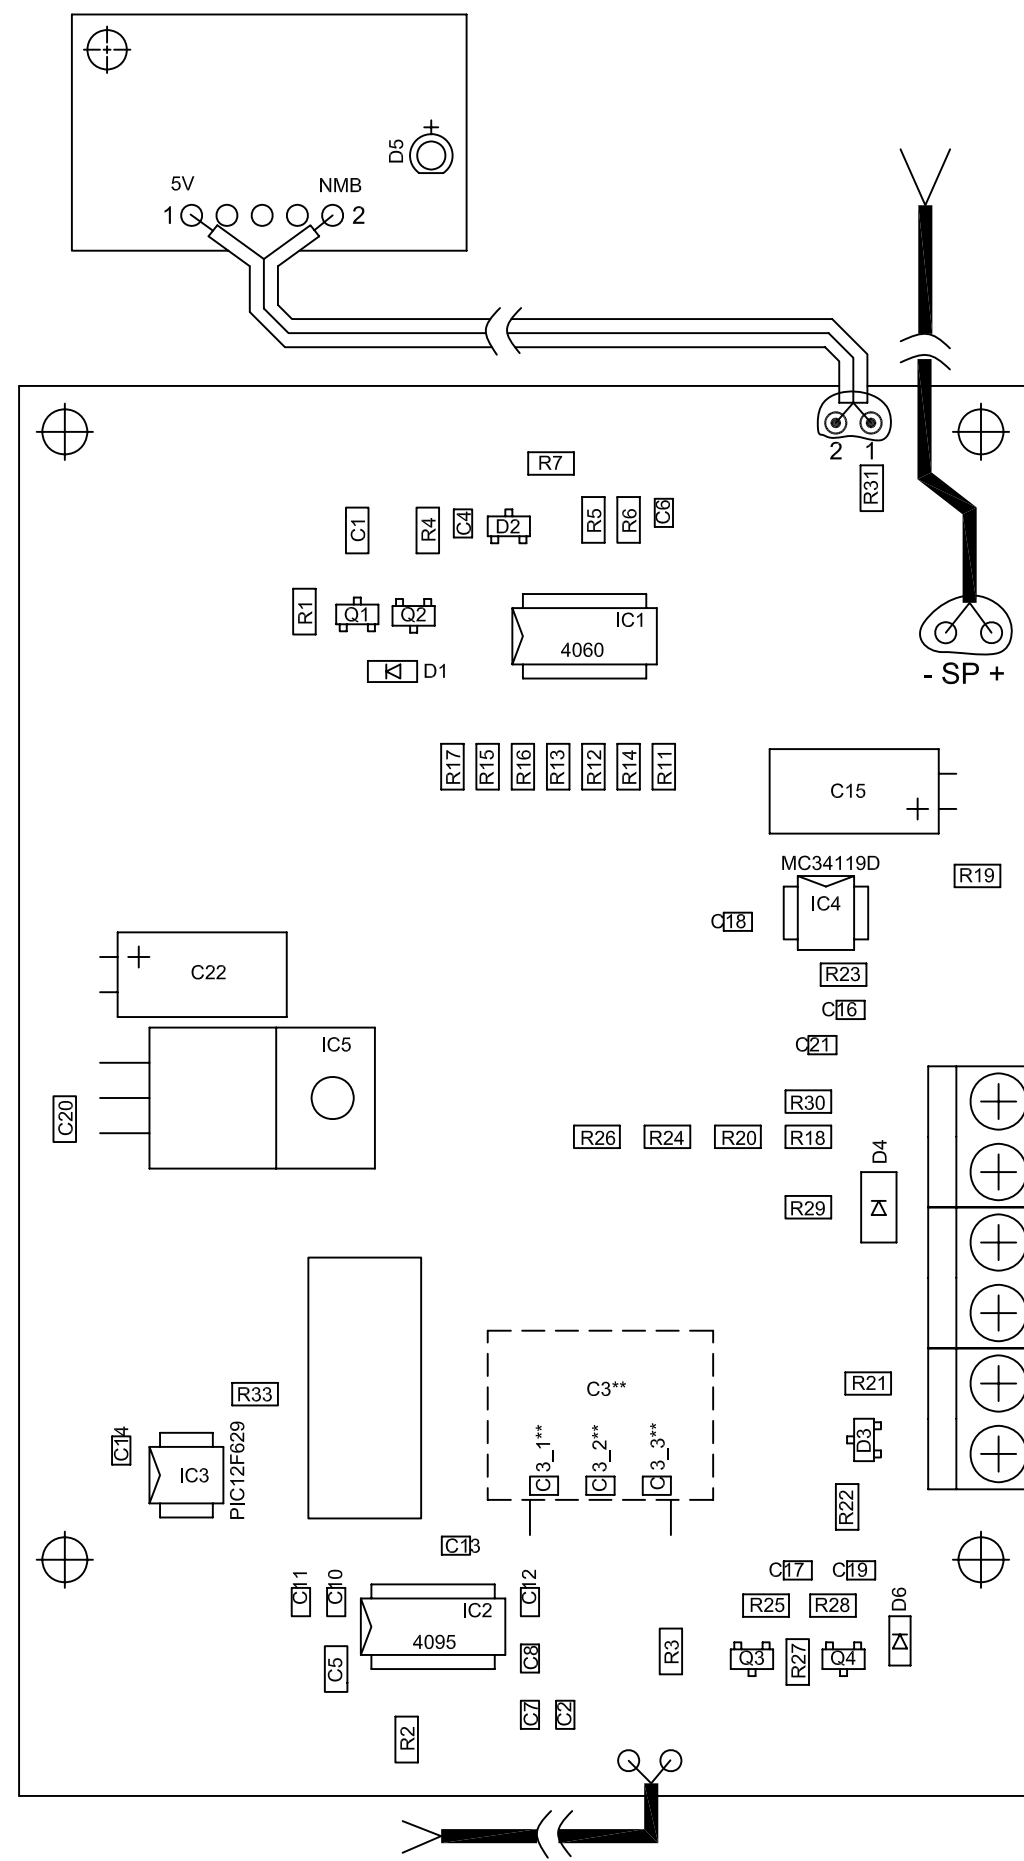 +
D5
5V NMB
1 2
2 1
R7
R31
C1 R4 C4 D2 R5 R6 C6
R1 Q1 Q2 IC1
4060
D1
- SP +
R17 R15 R16 R13 R12 R14 R11
C15
+
MC34119D
R19
IC4
C18
+
C22
R23
C16
IC5
C21
C20
R30
R26 R24 R20 R18
D4
R29
R33
C3**
R21
C14
IC3
PIC12F629
C3_1** C3_2** C3_3**
D3
R22
C13
C11 C10 C12
C17 C19
IC2
4095
R25 R28 D6
C5 C8 R3 Q3 R27 Q4
C7 C2
R2